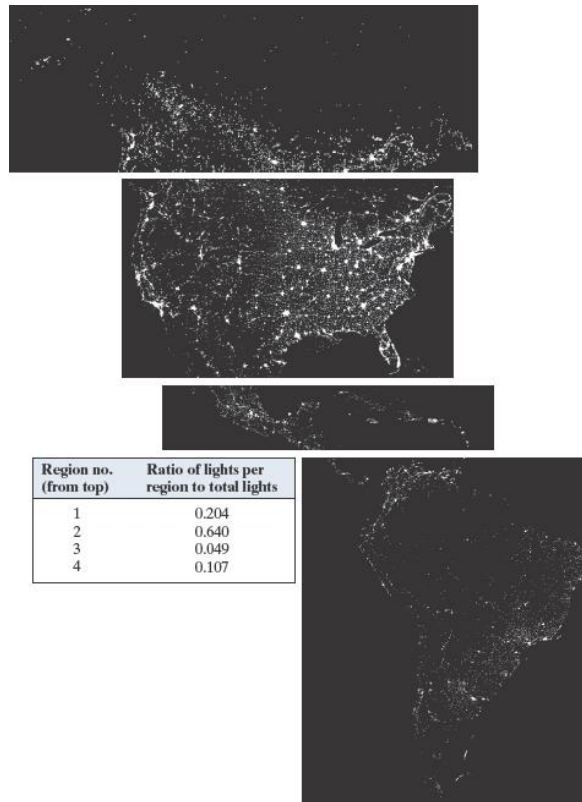 Region no. Ratio of lights per
(from top) region to total lights
1 0.204
2 0.640
3 0.049
4 0.107